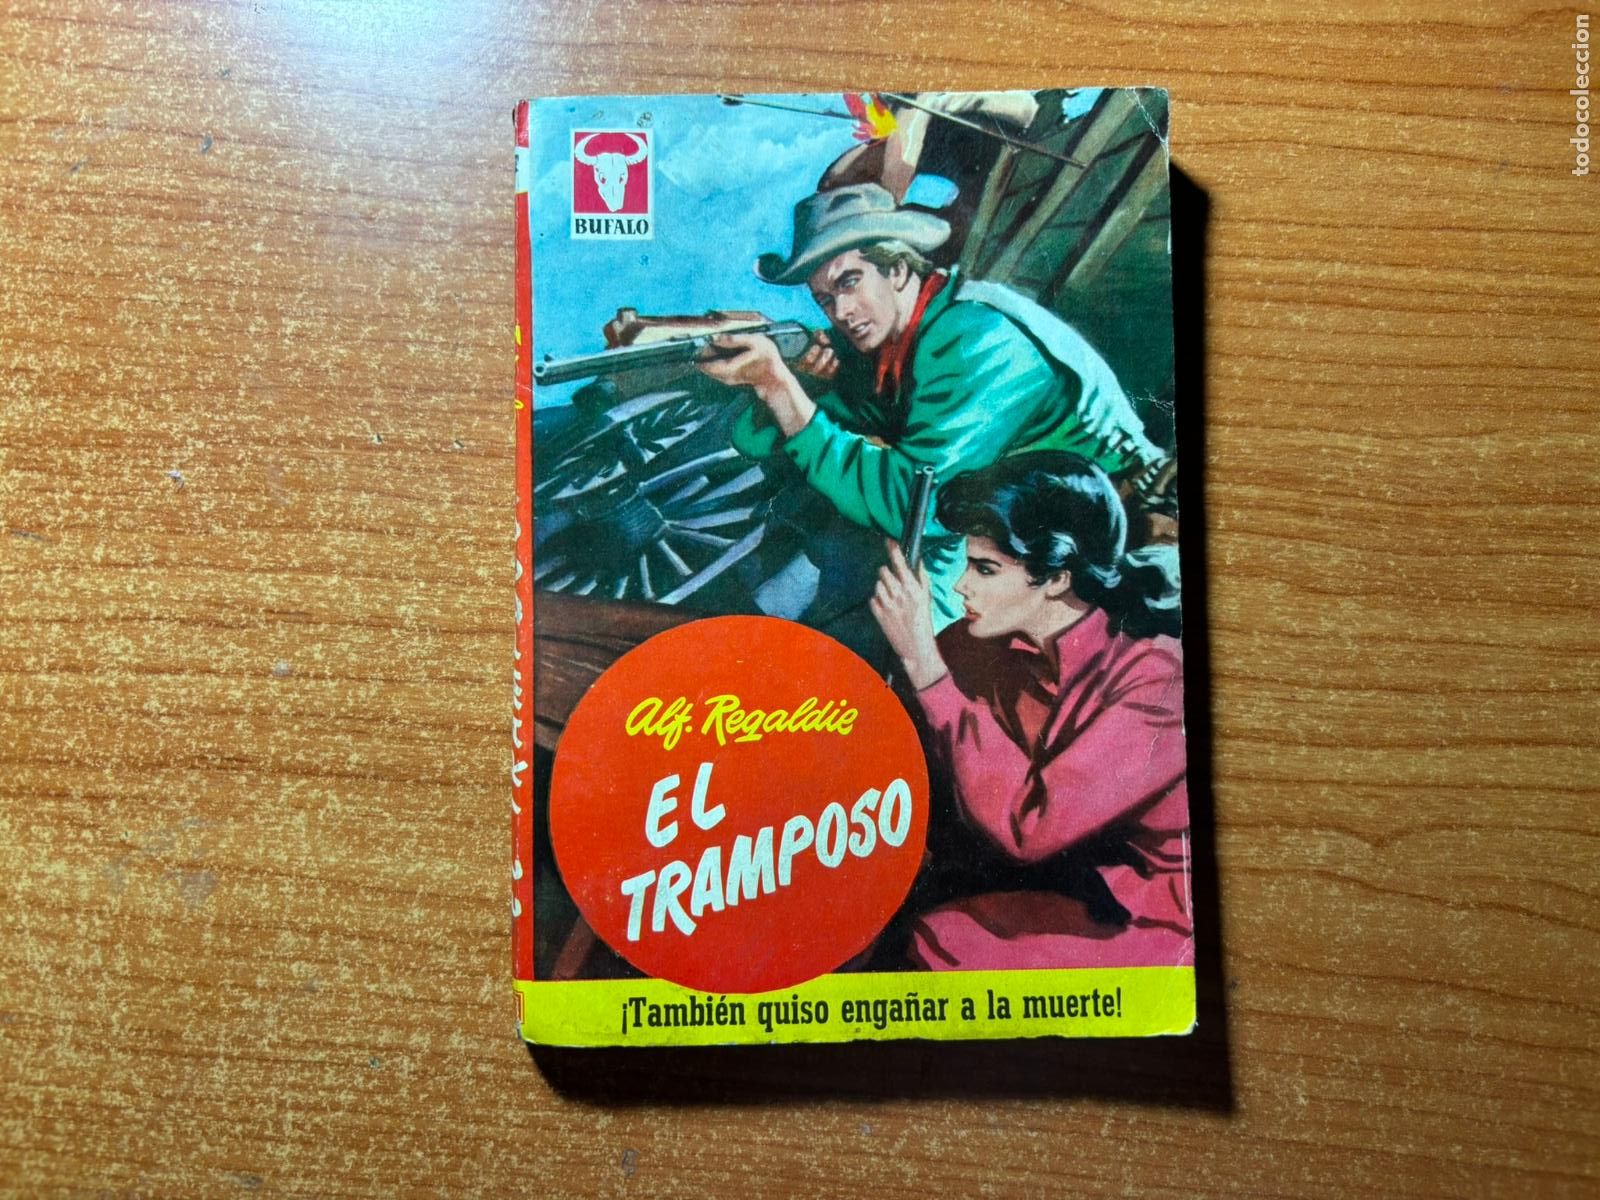 BUFALO
Alf. Regaldie
EL
TRAMPOSO
¡También quiso engañar a la muerte!
todocoleccion